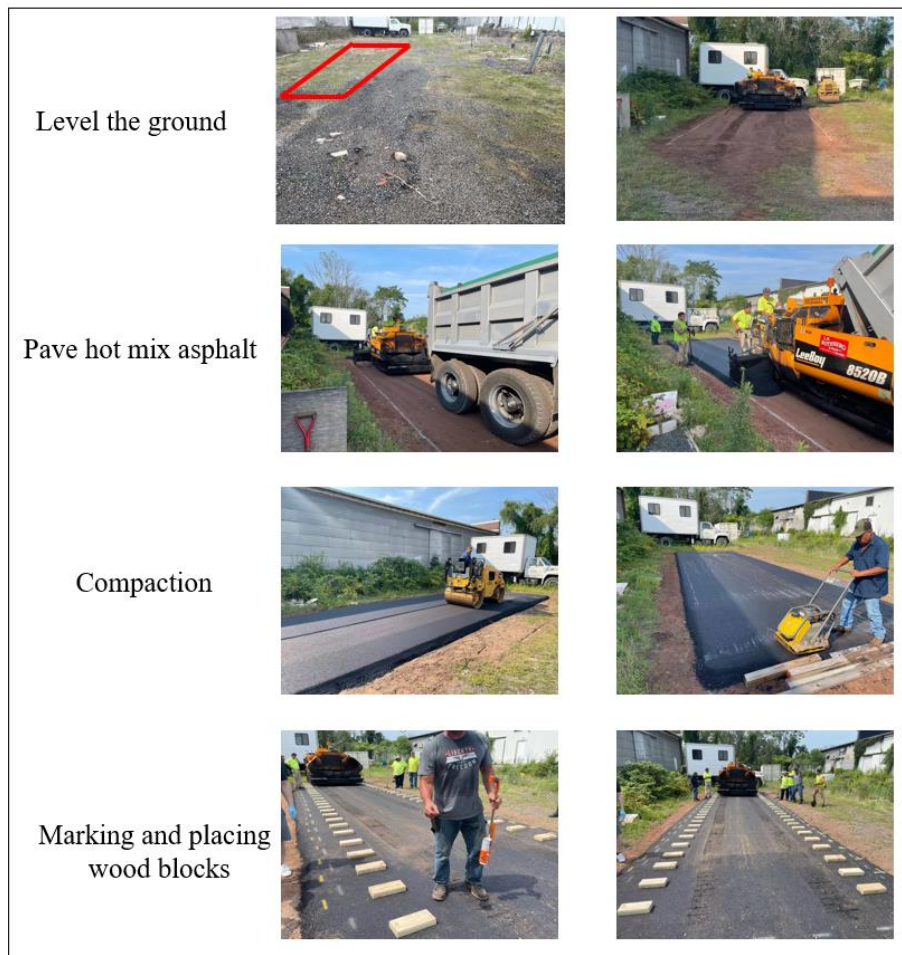 Level the ground
Pave hot mix asphalt
LeeBoy
8520B
Compaction
Marking and placing
wood blocks